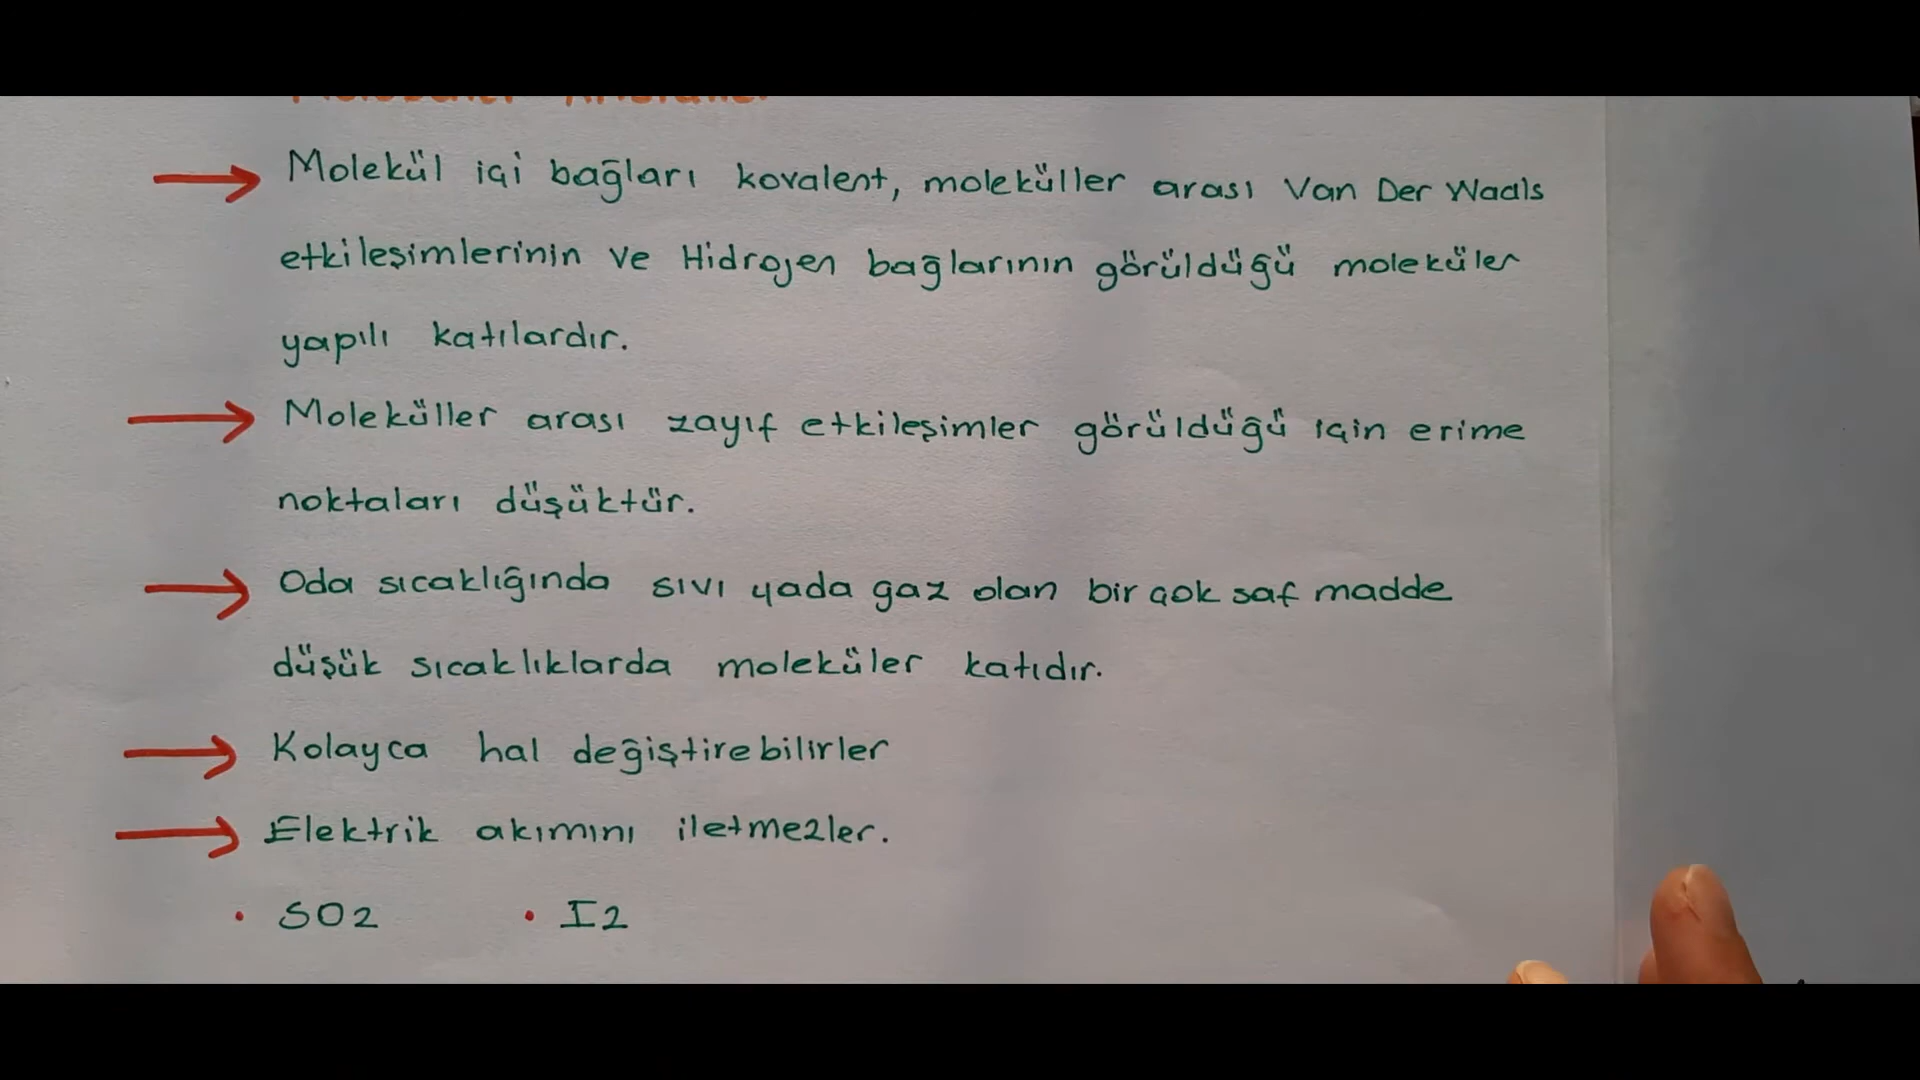 Molekül içi bağları kovalent, moleküller arası Van Der Waals
etkileşimlerinin ve Hidrojen bağlarının görüldüğü moleküler
yapılı katılardır.
Moleküller arası zayıf etkileşimler görüldüğü için erime
noktaları düşüktür.
Oda sıcaklığında sıvı yada gaz olan bir çok saf madde
düşük sıcaklıklarda moleküler katıdır.
Kolayca hal değiştirebilirler
Elektrik akımını iletmezler.
• SO2 • I2